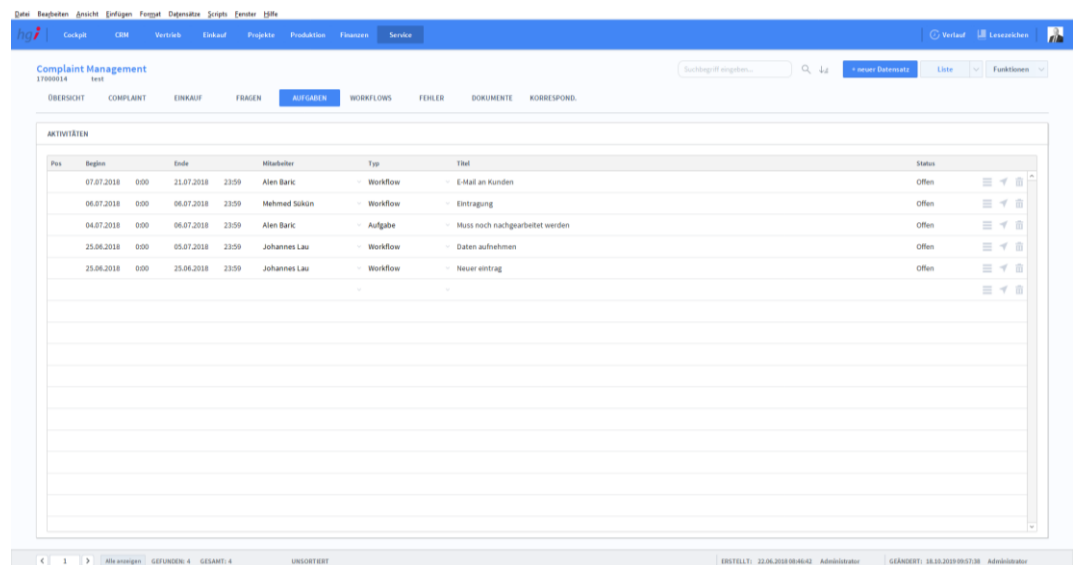 Datei Bearbeiten Ansicht Einfügen Format Datensätze Scripts Fenster Hilfe
hgi Cockpit CRM Vertrieb Einkauf Projekte Produktion Finanzen Service Verlauf Lesezeichen
Complaint Management
17000014 test
Suchbegriff eingeben... + neuer Datensatz Liste Funktionen
ÜBERSICHT COMPLAINT EINKAUF FRAGEN AUFGABEN WORKFLOWS FEHLER DOKUMENTE KORRESPOND.
AKTIVITÄTEN
Pos Beginn Ende Mitarbeiter Typ Titel Status
07.07.2018 0:00 21.07.2018 23:59 Alen Baric Workflow E-Mail an Kunden Offen
06.07.2018 0:00 06.07.2018 23:59 Mehmed Sükün Workflow Eintragung Offen
04.07.2018 0:00 06.07.2018 23:59 Alen Baric Aufgabe Muss noch nachgearbeitet werden Offen
25.06.2018 0:00 05.07.2018 23:59 Johannes Lau Workflow Daten aufnehmen Offen
25.06.2018 0:00 25.06.2018 23:59 Johannes Lau Workflow Neuer eintrag Offen
1 Alle anzeigen GEFUNDEN: 4 GESAMT: 4 UNSORTIERT ERSTELLT: 22.06.2018 08:46:42 Administrator GEÄNDERT: 18.10.2019 09:57:38 Administrator